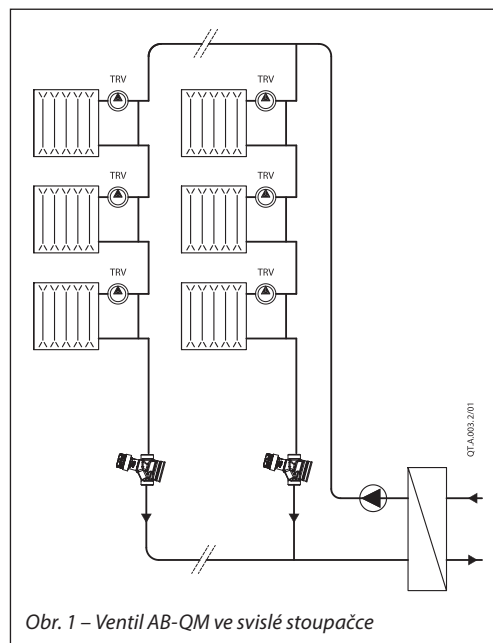 TRV
TRV
TRV
TRV
TRV
TRV
QT.A.003.2/01
Obr. 1 – Ventil AB-QM ve svislé stoupačce